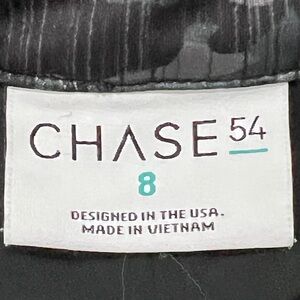 CHASE 54
8
DESIGNED IN THE USA.
MADE IN VIETNAM